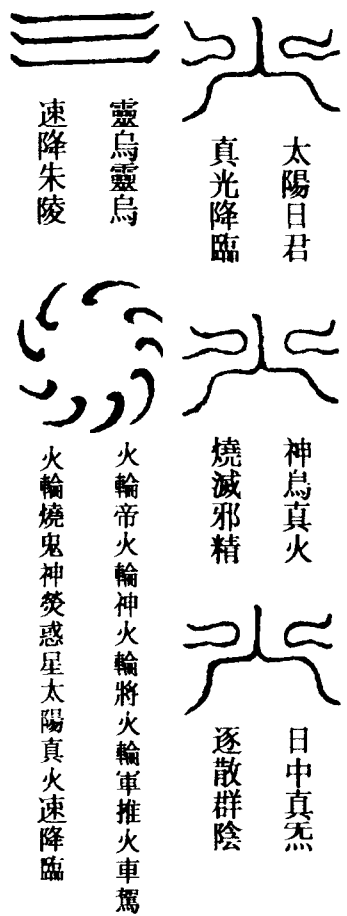 太陽日君
真光降臨
神烏真火
燒滅邪精
日中真炁
逐散群陰
靈烏靈烏
速降朱陵
火輪帝火輪神火輪將火輪軍推火車駕
火輪燒鬼神熒惑星太陽真火速降臨